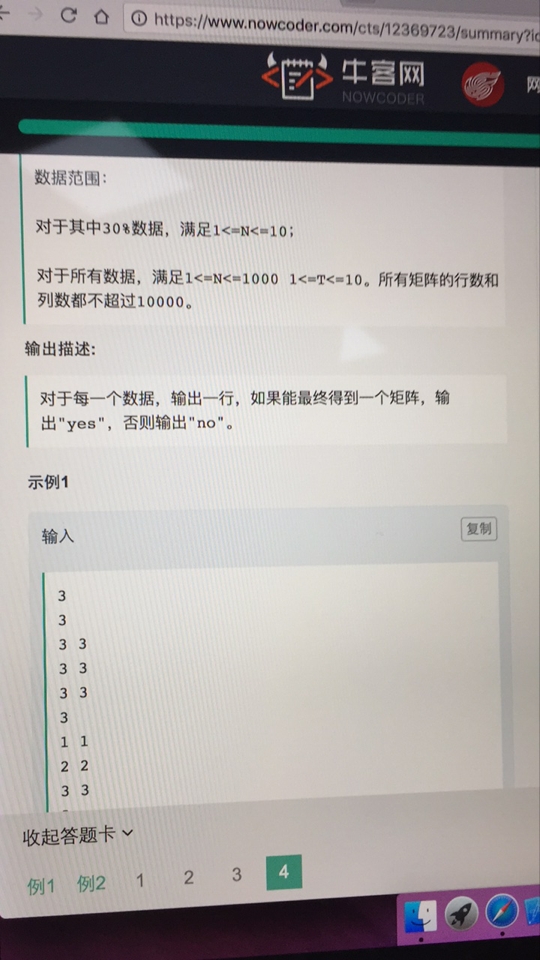 https://www.nowcoder.com/cts/12369723/summary?id
牛客网
NOWCODER
网
数据范围:
对于其中30%数据，满足1<=N<=10;
对于所有数据，满足1<=N<=1000 1<=T<=10。所有矩阵的行数和
列数都不超过10000。
输出描述:
对于每一个数据，输出一行，如果能最终得到一个矩阵，输
出"yes"，否则输出"no"。
示例1
输入
复制
3
3
3 3
3 3
3 3
3
1 1
2 2
3 3
收起答题卡
例1 例2 1 2 3 4